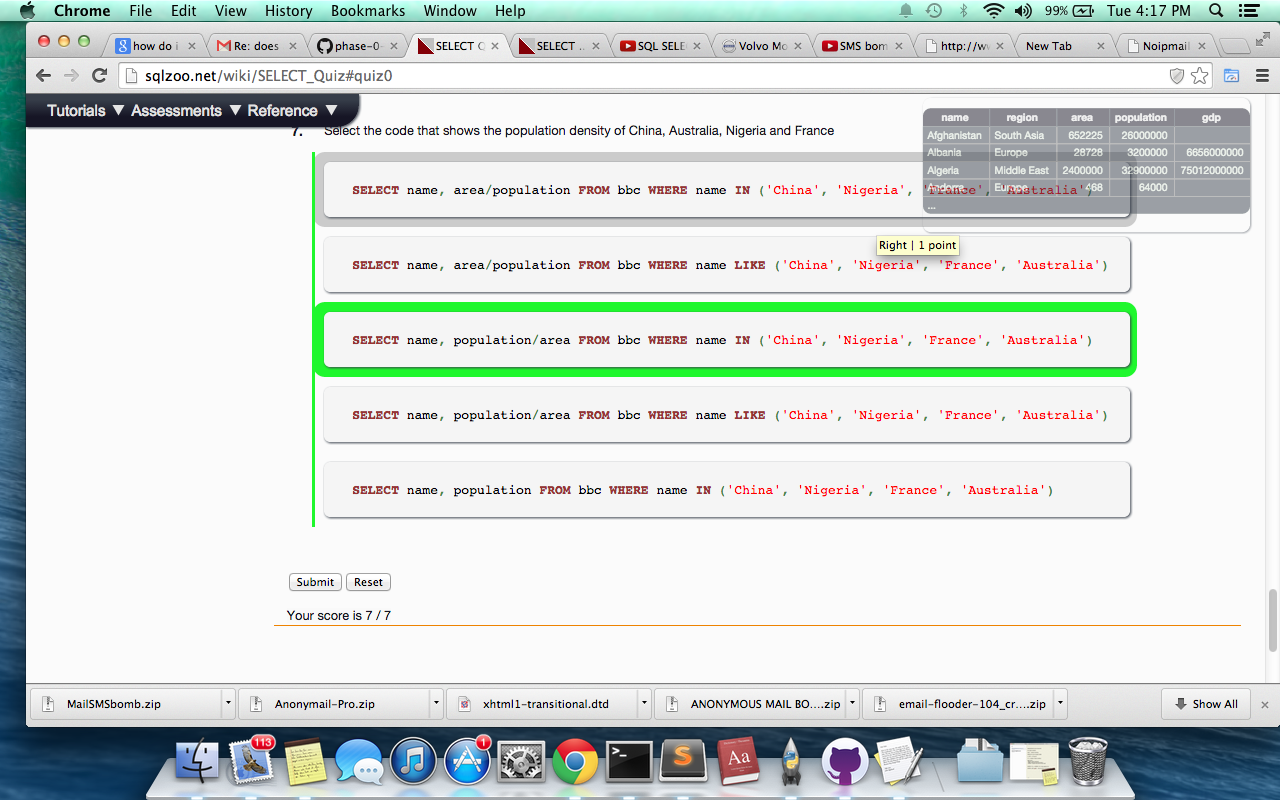 Chrome File Edit View History Bookmarks Window Help 99% Tue 4:17 PM
how do i Re: does phase-0 SELECT Q SELECT .. SQL SELE Volvo Mo SMS bom http://w New Tab Noipmail
sqlzoo.net/wiki/SELECT_Quiz#quiz0
Tutorials ▼ Assessments ▼ Reference ▼
name region area population gdp
Afghanistan South Asia 652225 26000000
Albania Europe 28728 3200000 6656000000
Algeria Middle East 2400000 32900000 75012000000
Andorra Europe 468 64000
...
7. Select the code that shows the population density of China, Australia, Nigeria and France
SELECT name, area/population FROM bbc WHERE name IN ('China', 'Nigeria', 'France', 'Australia')
Right | 1 point
SELECT name, area/population FROM bbc WHERE name LIKE ('China', 'Nigeria', 'France', 'Australia')
SELECT name, population/area FROM bbc WHERE name IN ('China', 'Nigeria', 'France', 'Australia')
SELECT name, population/area FROM bbc WHERE name LIKE ('China', 'Nigeria', 'France', 'Australia')
SELECT name, population FROM bbc WHERE name IN ('China', 'Nigeria', 'France', 'Australia')
Submit Reset
Your score is 7 / 7
MailSMSbomb.zip Anonymail-Pro.zip xhtml1-transitional.dtd ANONYMOUS MAIL BO....zip email-flooder-104_cr....zip Show All
113 1
Aa